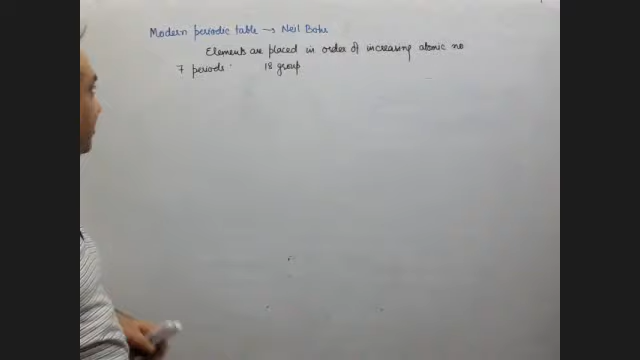 Modern periodic table → Neil Bohr
Elements are placed in order of increasing atomic no
7 periods 18 group